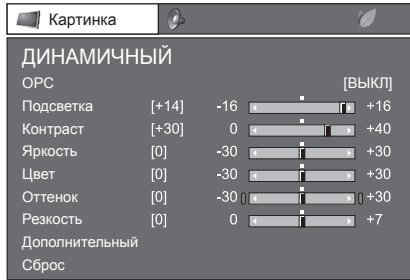 Картинка
ДИНАМИЧНЫЙ
OPC [ВЫКЛ]
Подсветка [+14] -16 +16
Контраст [+30] 0 +40
Яркость [0] -30 +30
Цвет [0] -30 +30
Оттенок [0] -30 +30
Резкость [0] 0 +7
Дополнительный
Сброс